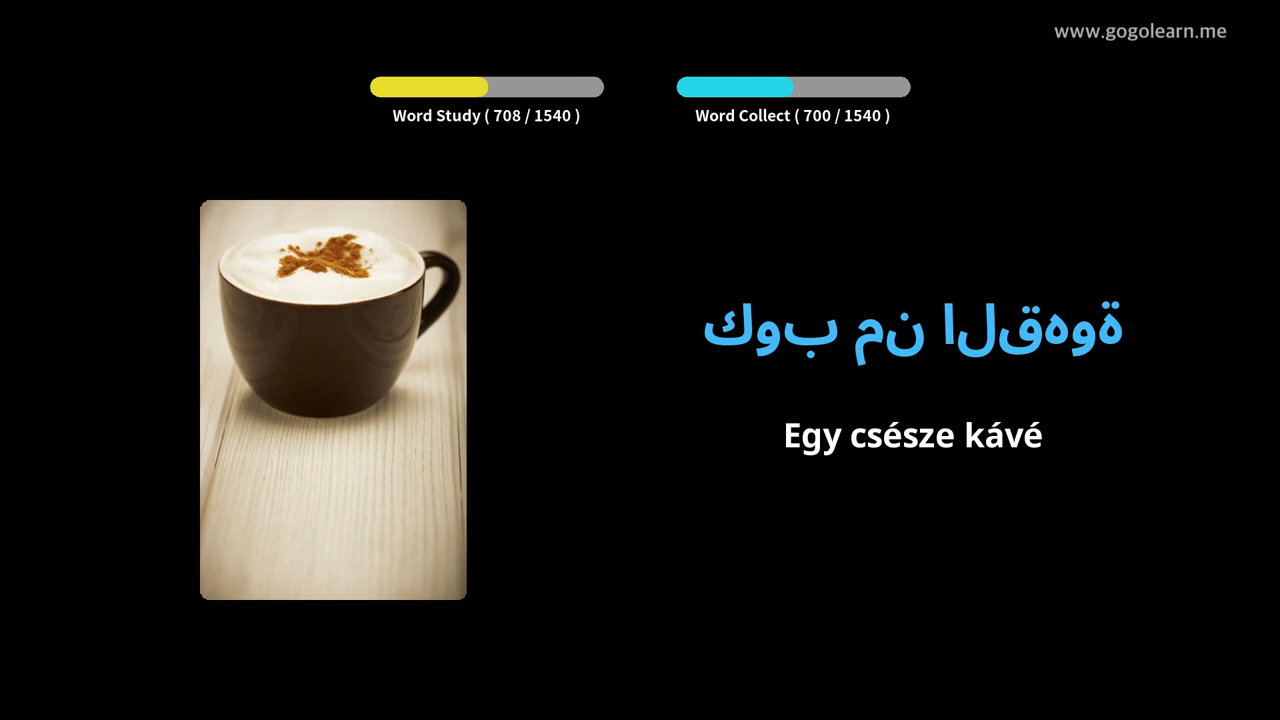 www.gogolearn.me
Word Study ( 708 / 1540 )
Word Collect ( 700 / 1540 )
كوب من القهوة
Egy csésze kávé